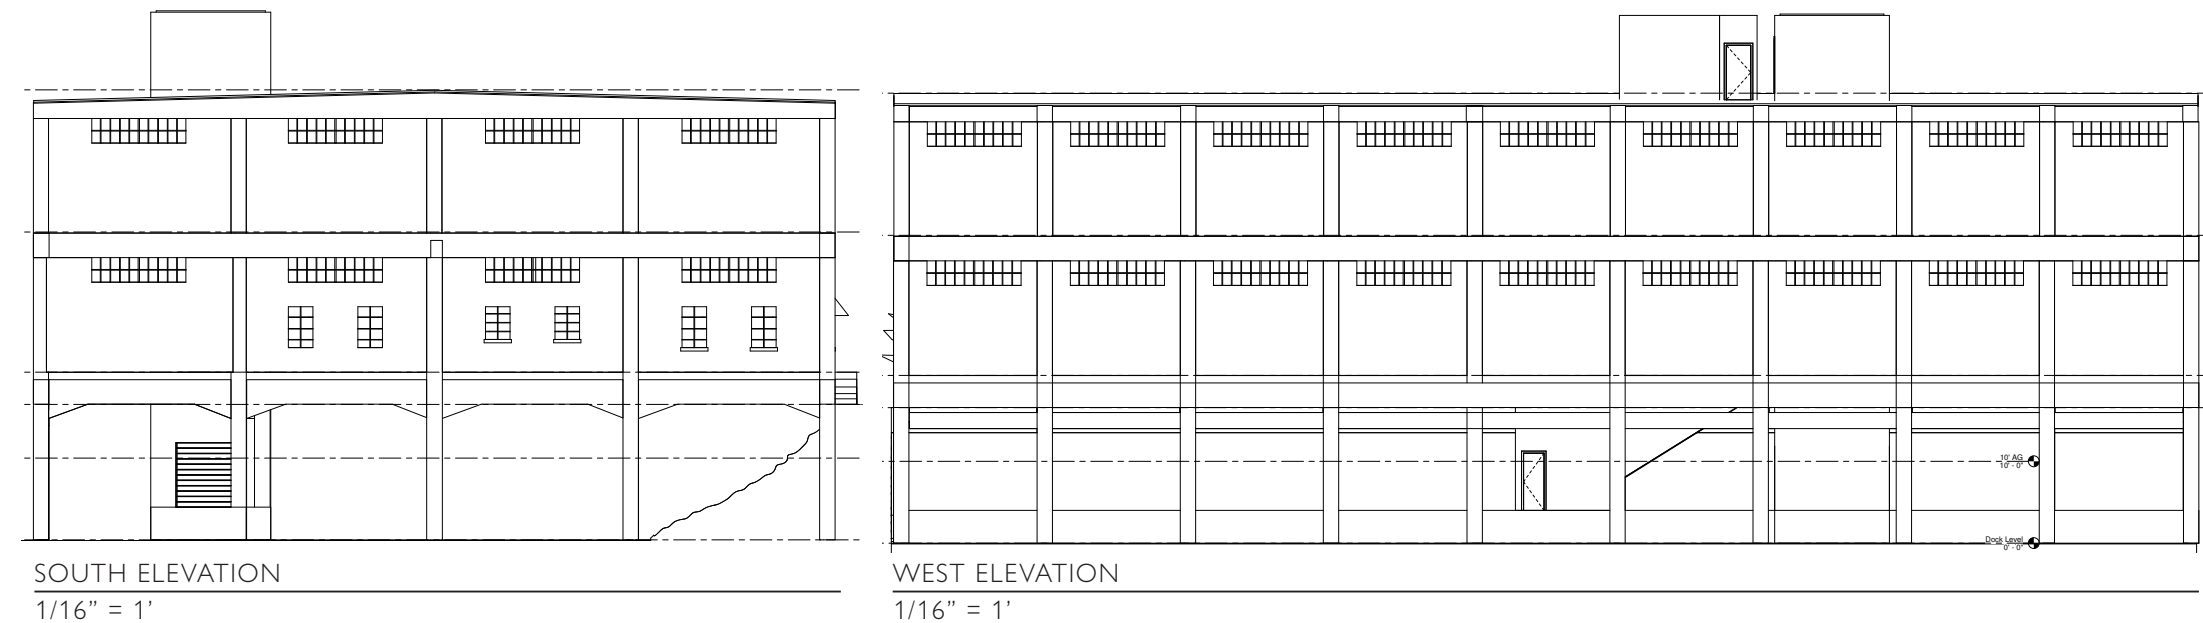 10' AG
10' - 0"
Dock Level
0' - 0"
SOUTH ELEVATION
1/16” = 1’
WEST ELEVATION
1/16” = 1’